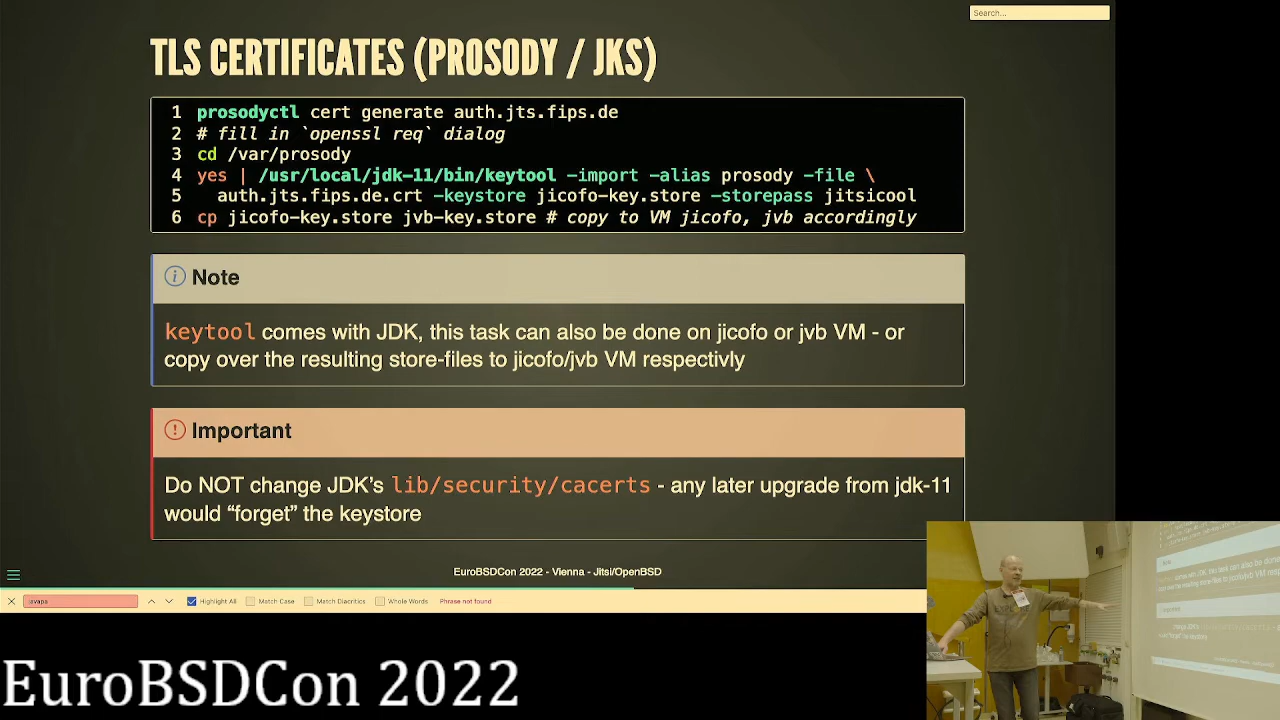 Search...
TLS CERTIFICATES (PROSODY / JKS)
1 prosodyctl cert generate auth.jts.fips.de
2 # fill in `openssl req` dialog
3 cd /var/prosody
4 yes | /usr/local/jdk-11/bin/keytool -import -alias prosody -file \
5 auth.jts.fips.de.crt -keystore jicofo-key.store -storepass jitsicool
6 cp jicofo-key.store jvb-key.store # copy to VM jicofo, jvb accordingly
Note
keytool comes with JDK, this task can also be done on jicofo or jvb VM - or
copy over the resulting store-files to jicofo/jvb VM respectivly
Important
Do NOT change JDK's lib/security/cacerts - any later upgrade from jdk-11
would “forget” the keystore
EuroBSDCon 2022 - Vienna - Jitsi/OpenBSD
Highlight All Match Case Match Diacritics Whole Words Phrase not found
EuroBSDCon 2022